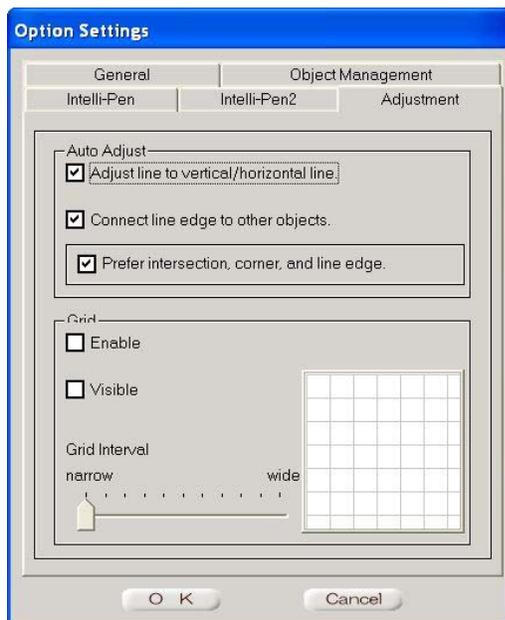 Option Settings
General Object Management
Intelli-Pen Intelli-Pen2 Adjustment
Auto Adjust
Adjust line to vertical/horizontal line.
Connect line edge to other objects.
Prefer intersection, corner, and line edge.
Grid
Enable
Visible
Grid Interval
narrow wide
O K Cancel